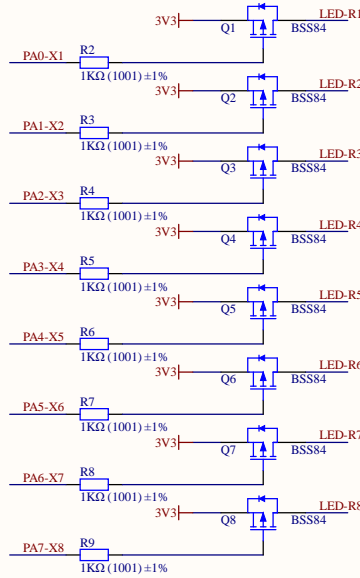 LED-R1
3V3
Q1 BSS84
PA0-X1 R2
1KΩ (1001) ±1%
LED-R2
3V3
Q2 BSS84
PA1-X2 R3
1KΩ (1001) ±1%
LED-R3
3V3
Q3 BSS84
PA2-X3 R4
1KΩ (1001) ±1%
LED-R4
3V3
Q4 BSS84
PA3-X4 R5
1KΩ (1001) ±1%
LED-R5
3V3
Q5 BSS84
PA4-X5 R6
1KΩ (1001) ±1%
LED-R6
3V3
Q6 BSS84
PA5-X6 R7
1KΩ (1001) ±1%
LED-R7
3V3
Q7 BSS84
PA6-X7 R8
1KΩ (1001) ±1%
LED-R8
3V3
Q8 BSS84
PA7-X8 R9
1KΩ (1001) ±1%